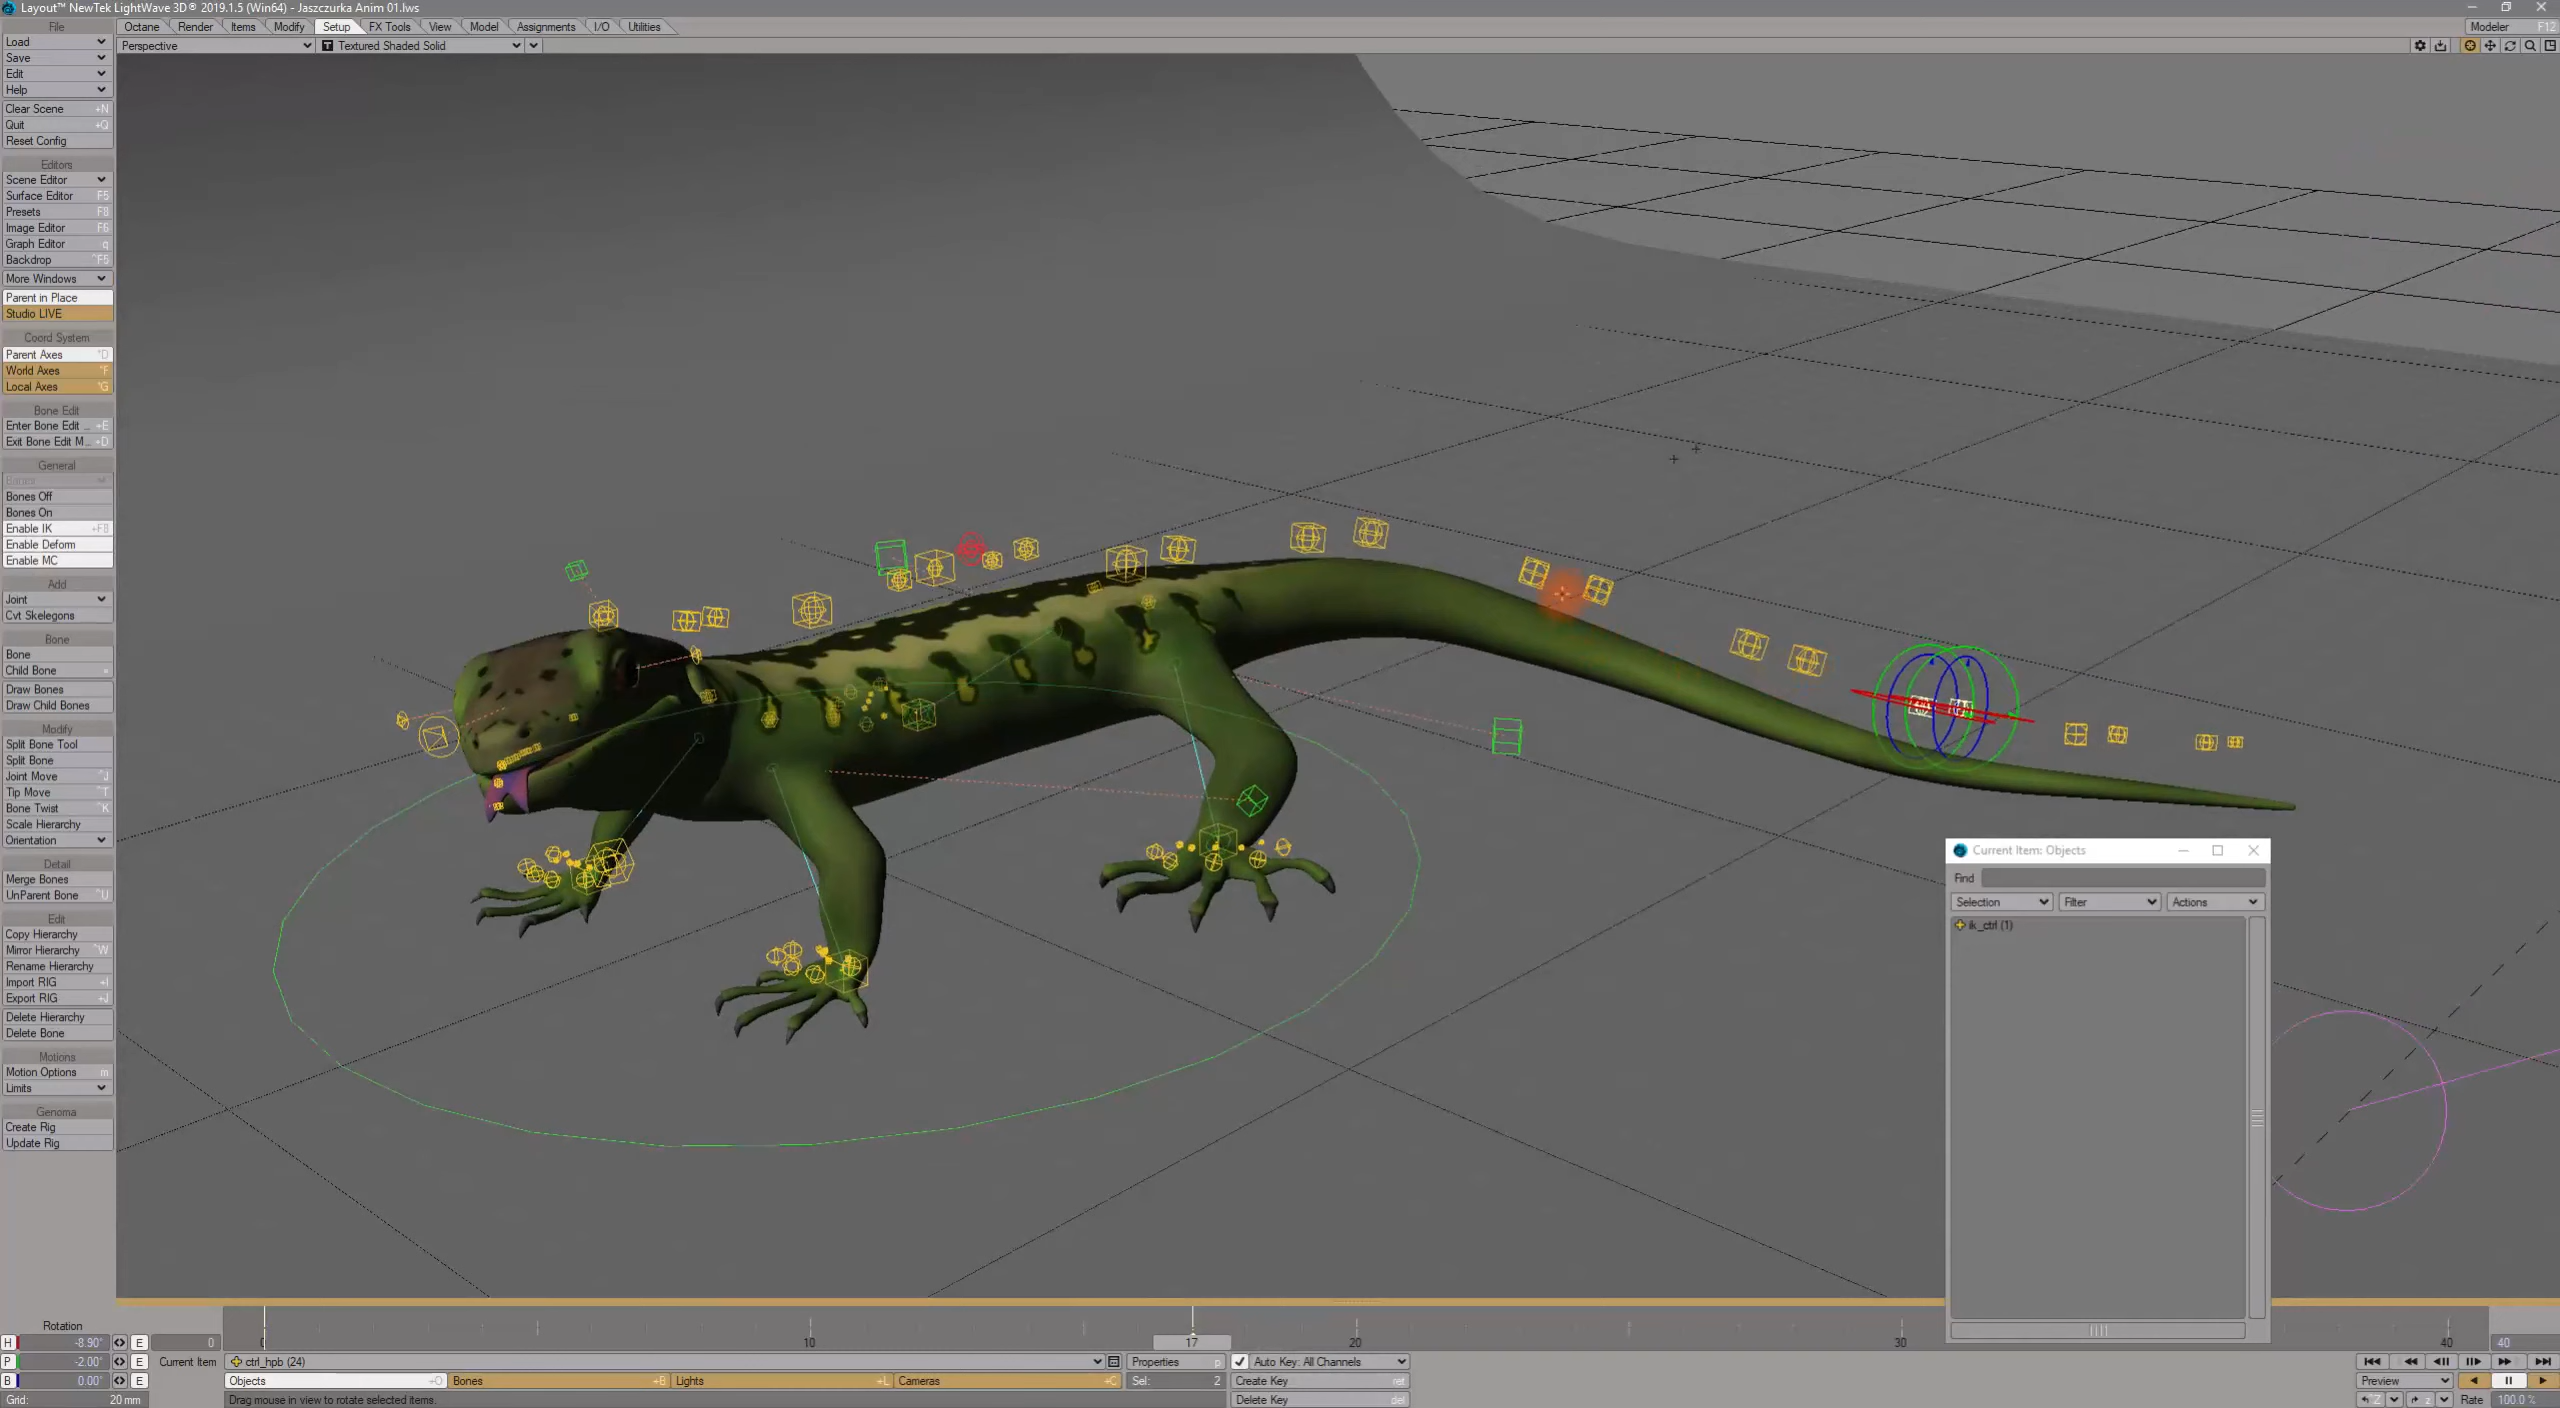 Layout™ NewTek LightWave 3D® 2019.1.5 (Win64) - Jaszczurka Anim 01.lws
File
Octane Render Items Modify Setup FX Tools View Model Assignments I/O Utilities
Modeler F12
Perspective
T Textured Shaded Solid
Load
Save
Edit
Help
Clear Scene +N
Quit +Q
Reset Config
Editors
Scene Editor
Surface Editor F5
Presets F8
Image Editor F6
Graph Editor q
Backdrop ^F5
More Windows
Parent in Place
Studio LIVE
Coord System
Parent Axes ^D
World Axes ^F
Local Axes ^G
Bone Edit
Enter Bone Edit ... +E
Exit Bone Edit M... +D
General
Bones
Bones Off
Bones On
Enable IK +F8
Enable Deform
Enable MC
Add
Joint
Cvt Skelegons
Bone
Bone
Child Bone =
Draw Bones
Draw Child Bones
Modify
Split Bone Tool
Split Bone
Joint Move ^J
Tip Move ^T
Bone Twist ^K
Scale Hierarchy
Orientation
Detail
Merge Bones
UnParent Bone ^U
Edit
Copy Hierarchy
Mirror Hierarchy ^W
Rename Hierarchy
Import RIG +I
Export RIG +J
Delete Hierarchy
Delete Bone
Motions
Motion Options m
Limits
Genoma
Create Rig
Update Rig
Current Item: Objects
Find
Selection Filter Actions
ik_ctrl (1)
Rotation
H -8.90° E 0
0 10 17 20 30 40 40
P -2.00° E Current Item ctrl_hpb (24) Properties p Auto Key: All Channels
B 0.00° E Objects +O Bones +B Lights +L Cameras +C Sel: 2 Create Key ret Preview
Grid: 20 mm Drag mouse in view to rotate selected items. Delete Key del Rate 100.0 %